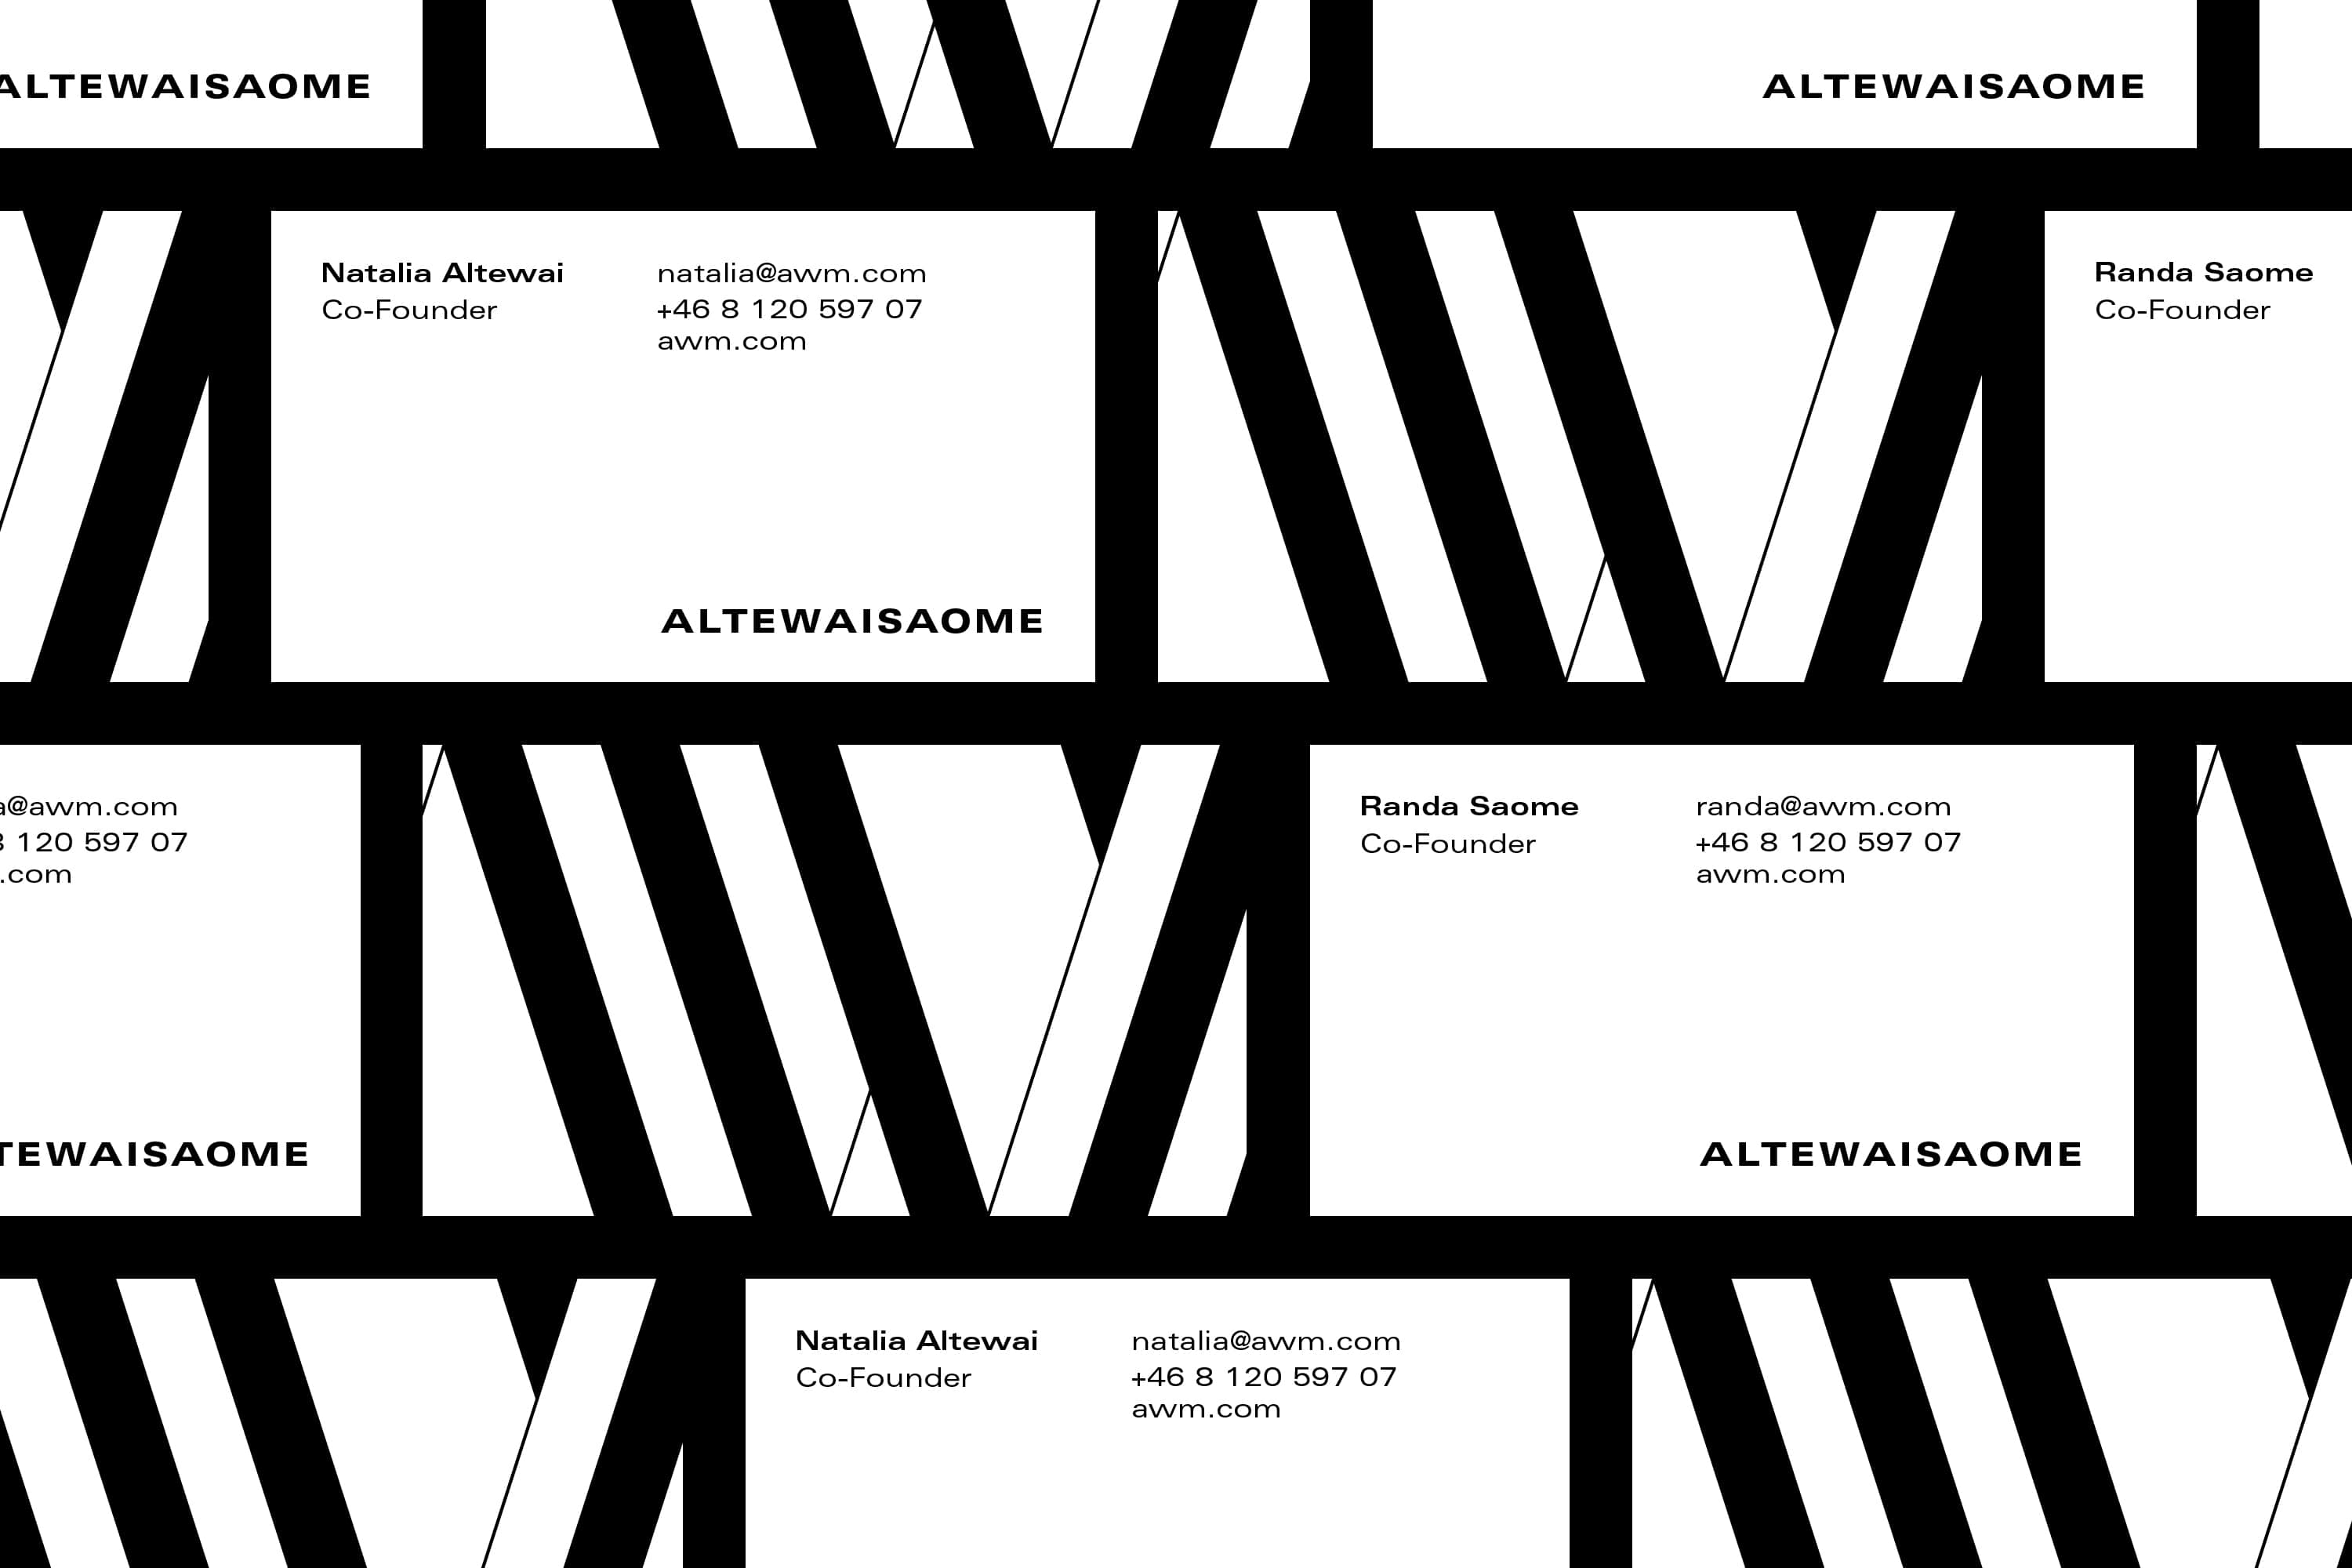 ALTEWAISAOME
ALTEWAISAOME
Natalia Altewai
Co-Founder
natalia@awm.com
+46 8 120 597 07
awm.com
ALTEWAISAOME
Randa Saome
Co-Founder
a@awm.com
8 120 597 07
.com
TEWAISAOME
Randa Saome
Co-Founder
randa@awm.com
+46 8 120 597 07
awm.com
ALTEWAISAOME
Natalia Altewai
Co-Founder
natalia@awm.com
+46 8 120 597 07
awm.com